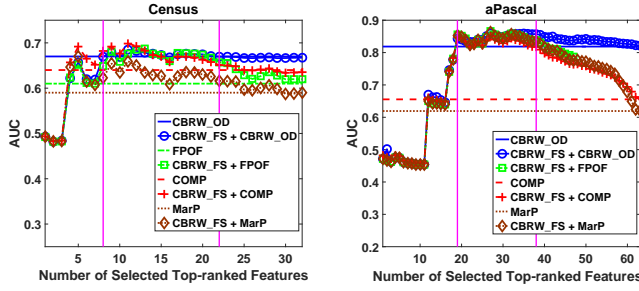 Census
0.7
0.6
0.5
0.4
0.3
AUC
CBRW_OD
CBRW_FS + CBRW_OD
FPOF
CBRW_FS + FPOF
COMP
CBRW_FS + COMP
MarP
CBRW_FS + MarP
5 10 15 20 25 30
Number of Selected Top-ranked Features
aPascal
0.9
0.8
0.7
0.6
0.5
0.4
0.3
0.2
AUC
CBRW_OD
CBRW_FS + CBRW_OD
CBRW_FS + FPOF
COMP
CBRW_FS + COMP
MarP
CBRW_FS + MarP
10 20 30 40 50 60
Number of Selected Top-ranked Features